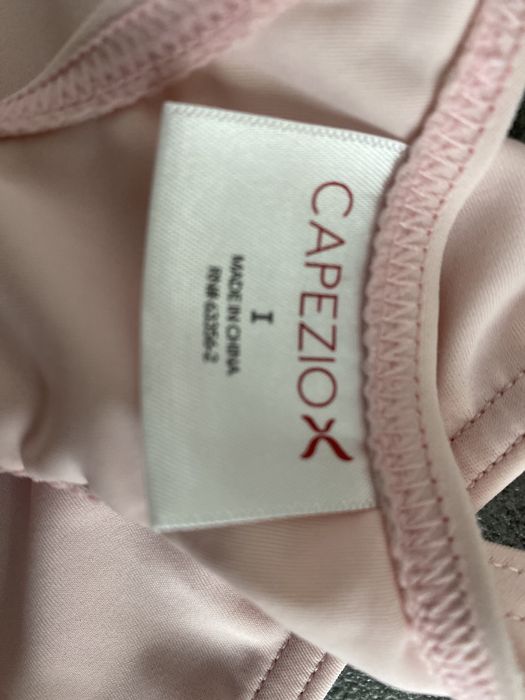 CAPEZIO
I
MADE IN CHINA
RN# 63356-2